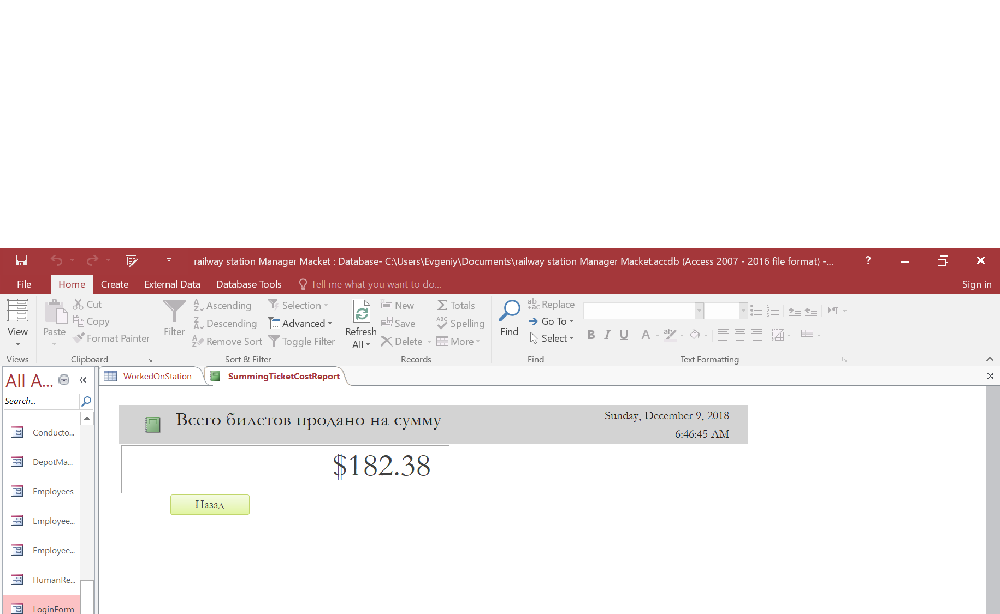 railway station Manager Macket : Database- C:\Users\Evgeniy\Documents\railway station Manager Macket.accdb (Access 2007 - 2016 file format) -...
?
File Home Create External Data Database Tools Tell me what you want to do... Sign in
View
Views
Paste
Cut
Copy
Format Painter
Clipboard
Filter
Ascending
Descending
Remove Sort
Selection
Advanced
Toggle Filter
Sort & Filter
Refresh
All
New
Save
Delete
Totals
Spelling
More
Records
Find
Replace
Go To
Select
Find
B I U A
Text Formatting
All A...
Search...
Conducto...
DepotMa...
Employees
Employee...
Employee...
HumanRe...
LoginForm
WorkedOnStation
SummingTicketCostReport
Всего билетов продано на сумму
Sunday, December 9, 2018
6:46:45 AM
$182.38
Назад